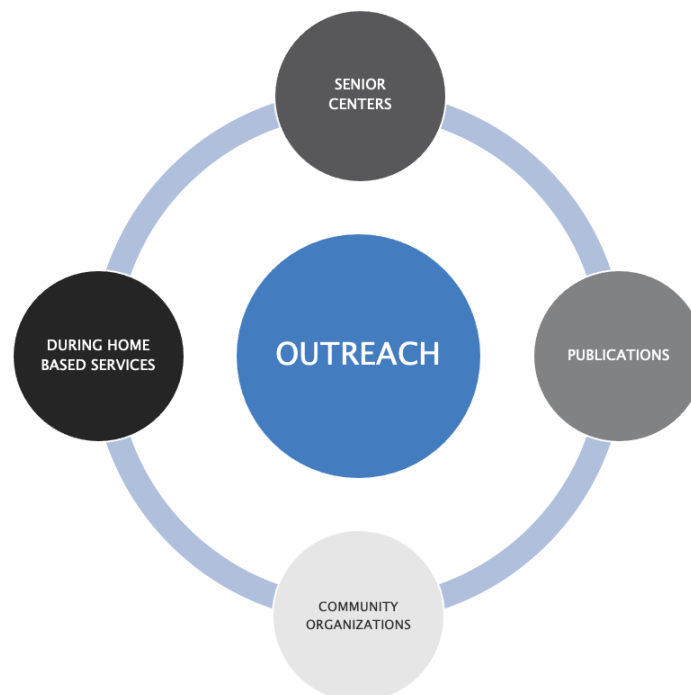 SENIOR
CENTERS
DURING HOME
BASED SERVICES
OUTREACH
PUBLICATIONS
COMMUNITY
ORGANIZATIONS